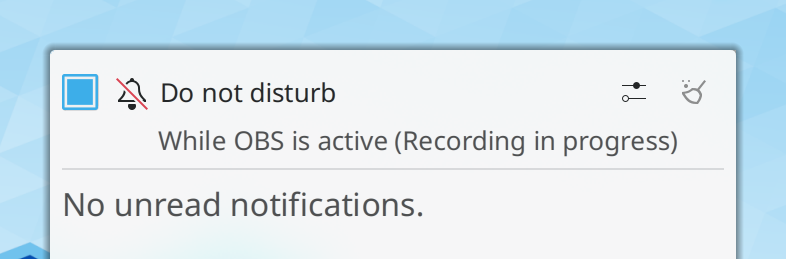 Do not disturb
While OBS is active (Recording in progress)
No unread notifications.